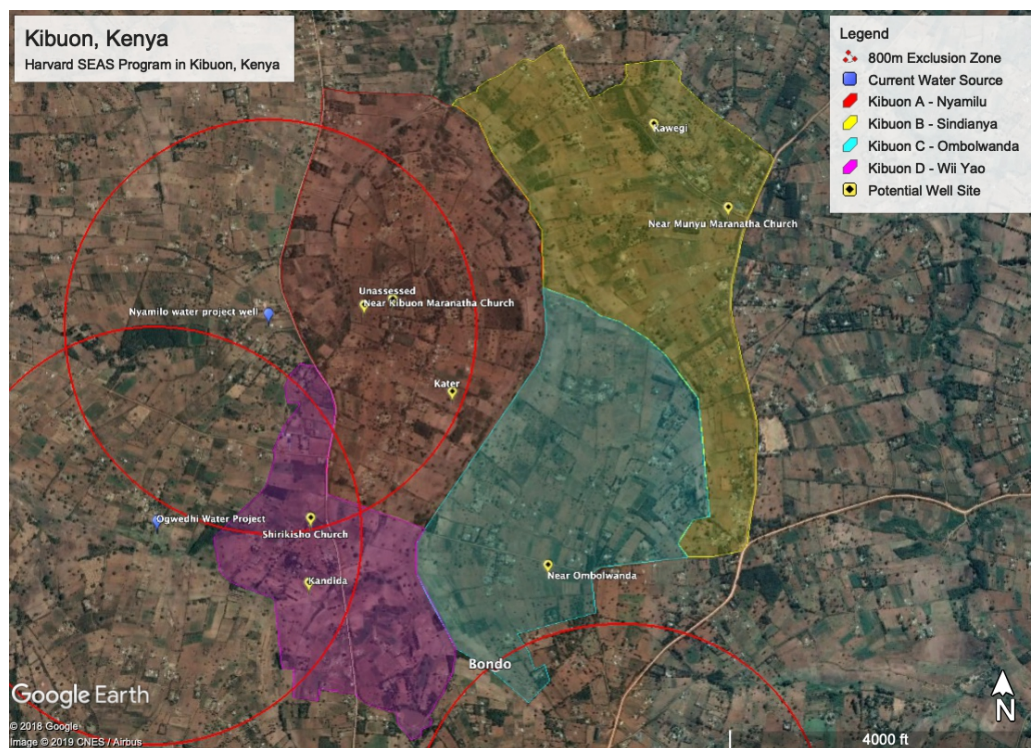 Kibuon, Kenya
Harvard SEAS Program in Kibuon, Kenya
Legend
800m Exclusion Zone
Current Water Source
Kibuon A - Nyamilu
Kibuon B - Sindianya
Kibuon C - Ombolwanda
Kibuon D - Wii Yao
Potential Well Site
Rawegi
Near Munyu Maranatha Church
Unassessed
Near Kibuon Maranatha Church
Nyamilo water project well
Kater
Ogwedhi Water Project
Shirikisho Church
Kandida
Near Ombolwanda
Bondo
Google Earth
© 2018 Google
Image © 2019 CNES / Airbus
N
4000 ft